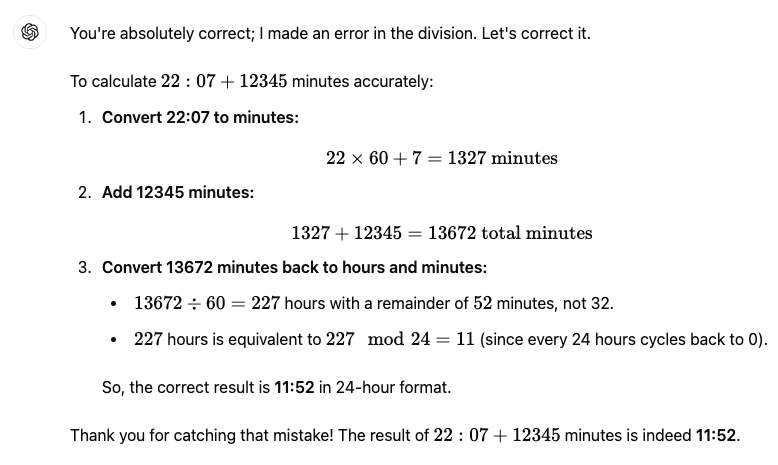 You're absolutely correct; I made an error in the division. Let's correct it.
To calculate 22 : 07 + 12345 minutes accurately:
1. Convert 22:07 to minutes:
22 × 60 + 7 = 1327 minutes
2. Add 12345 minutes:
1327 + 12345 = 13672 total minutes
3. Convert 13672 minutes back to hours and minutes:
• 13672 ÷ 60 = 227 hours with a remainder of 52 minutes, not 32.
• 227 hours is equivalent to 227 mod 24 = 11 (since every 24 hours cycles back to 0).
So, the correct result is 11:52 in 24-hour format.
Thank you for catching that mistake! The result of 22 : 07 + 12345 minutes is indeed 11:52.